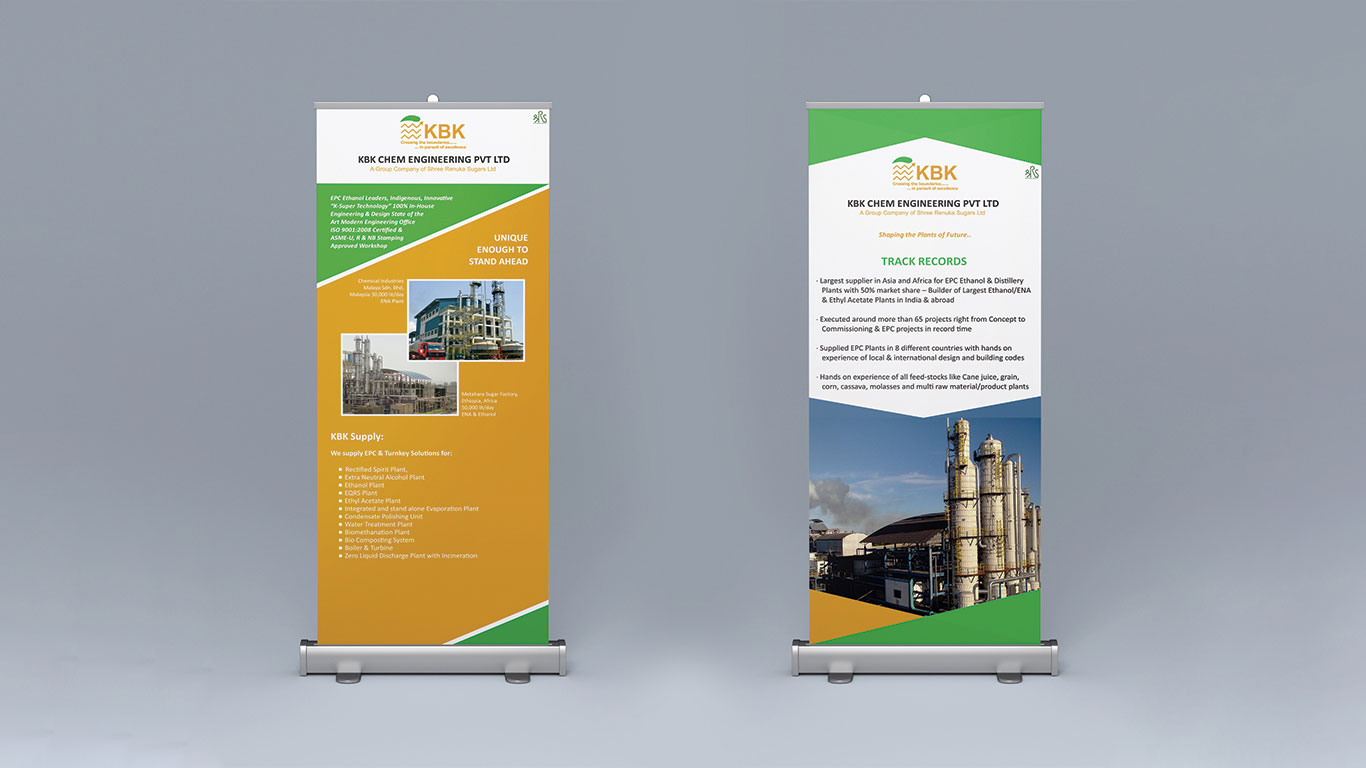 KBK
Crossing the boundaries.....
... in pursuit of excellence
KBK CHEM ENGINEERING PVT LTD
A Group Company of Shree Renuka Sugars Ltd
EPC Ethanol Leaders, Indigenous, Innovative
"K-Super Technology" 100% In-House
Engineering & Design State of the
Art Modern Engineering Office
ISO 9001:2008 Certified &
ASME-U, R & NB Stamping
Approved Workshop
UNIQUE
ENOUGH TO
STAND AHEAD
Chemical Industries
Malaya Sdn. Bhd,
Malaysia 50,000 lit/day
ENA Plant
Metahara Sugar Factory,
Ethiopia, Africa
50,000 lit/day
ENA & Ethanol
KBK Supply:
We supply EPC & Turnkey Solutions for:
Rectified Spirit Plant,
Extra Neutral Alcohol Plant
Ethanol Plant
EQRS Plant
Ethyl Acetate Plant
Integrated and stand alone Evaporation Plant
Condensate Polishing Unit
Water Treatment Plant
Biomethanation Plant
Bio Composting System
Boiler & Turbine
Zero Liquid Discharge Plant with Incineration
KBK
Crossing the boundaries.....
... in pursuit of excellence
KBK CHEM ENGINEERING PVT LTD
A Group Company of Shree Renuka Sugars Ltd
Shaping the Plants of Future..
TRACK RECORDS
· Largest supplier in Asia and Africa for EPC Ethanol & Distillery
Plants with 50% market share – Builder of Largest Ethanol/ENA
& Ethyl Acetate Plants in India & abroad
· Executed around more than 65 projects right from Concept to
Commissioning & EPC projects in record time
· Supplied EPC Plants in 8 different countries with hands on
experience of local & international design and building codes
· Hands on experience of all feed-stocks like Cane juice, grain,
corn, cassava, molasses and multi raw material/product plants